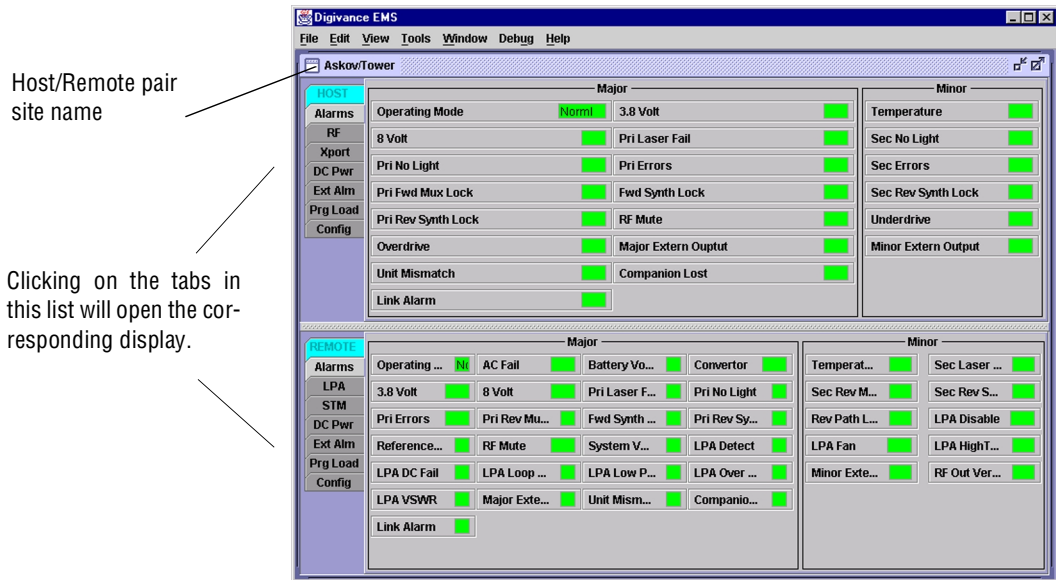 Digivance EMS
File Edit View Tools Window Debug Help
Askov/Tower
Host/Remote pair
site name
Clicking on the tabs in
this list will open the cor-
responding display.
HOST
Alarms
RF
Xport
DC Pwr
Ext Alm
Prg Load
Config
Major
Operating Mode Norml 3.8 Volt
8 Volt Pri Laser Fail
Pri No Light Pri Errors
Pri Fwd Mux Lock Fwd Synth Lock
Pri Rev Synth Lock RF Mute
Overdrive Major Extern Ouptut
Unit Mismatch Companion Lost
Link Alarm
Minor
Temperature
Sec No Light
Sec Errors
Sec Rev Synth Lock
Underdrive
Minor Extern Output
REMOTE
Alarms
LPA
STM
DC Pwr
Ext Alm
Prg Load
Config
Major
Operating ... No AC Fail Battery Vo... Convertor
3.8 Volt 8 Volt Pri Laser F... Pri No Light
Pri Errors Pri Rev Mu... Fwd Synth ... Pri Rev Sy...
Reference... RF Mute System V... LPA Detect
LPA DC Fail LPA Loop ... LPA Low P... LPA Over ...
LPA VSWR Major Exte... Unit Mism... Companio...
Link Alarm
Minor
Temperat... Sec Laser ...
Sec Rev M... Sec Rev S...
Rev Path L... LPA Disable
LPA Fan LPA HighT...
Minor Exte... RF Out Ver...